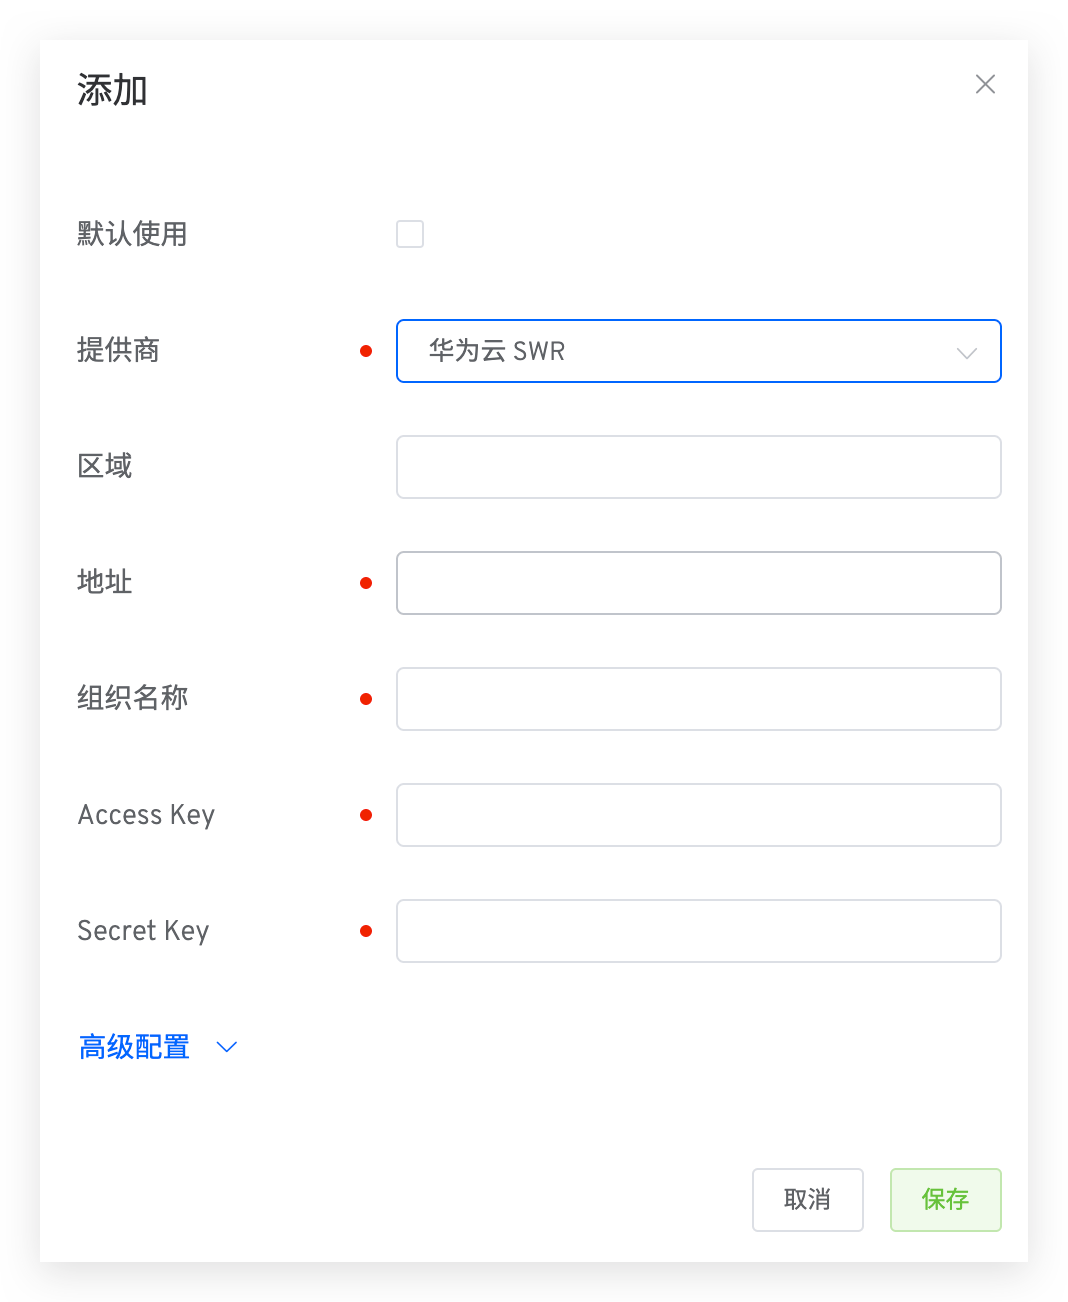 添加
默认使用
提供商
华为云 SWR
区域
地址
组织名称
Access Key
Secret Key
高级配置
取消
保存